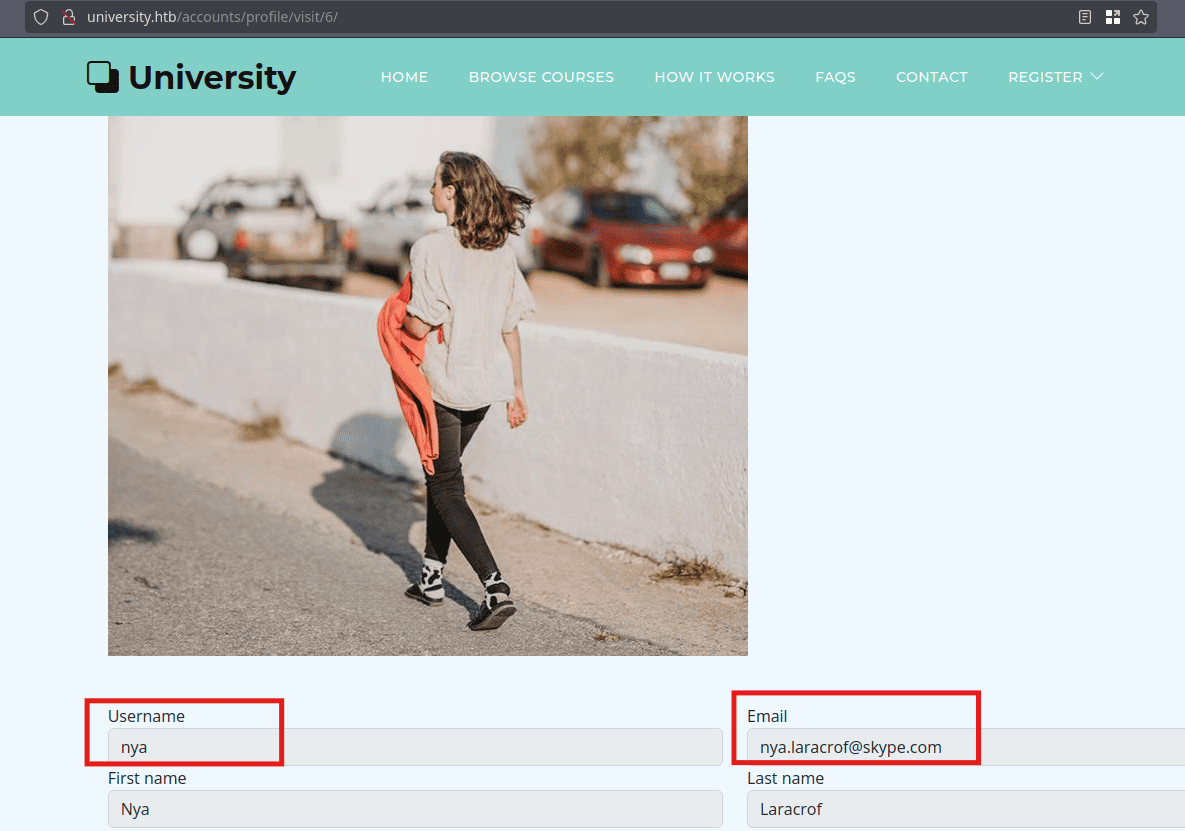 university.htb/accounts/profile/visit/6/
University HOME BROWSE COURSES HOW IT WORKS FAQS CONTACT REGISTER
Username Email
nya nya.laracrof@skype.com
First name Last name
Nya Laracrof